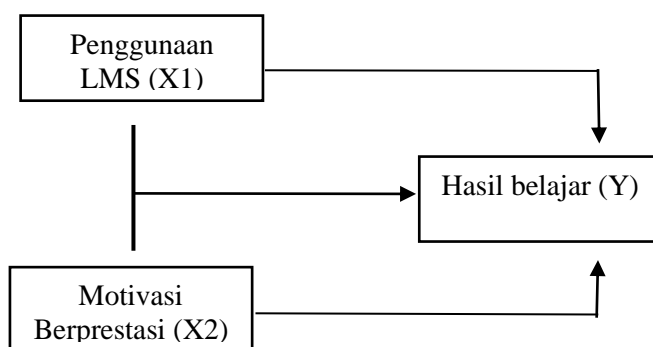 Penggunaan
LMS (X1)
Hasil belajar (Y)
Motivasi
Berprestasi (X2)